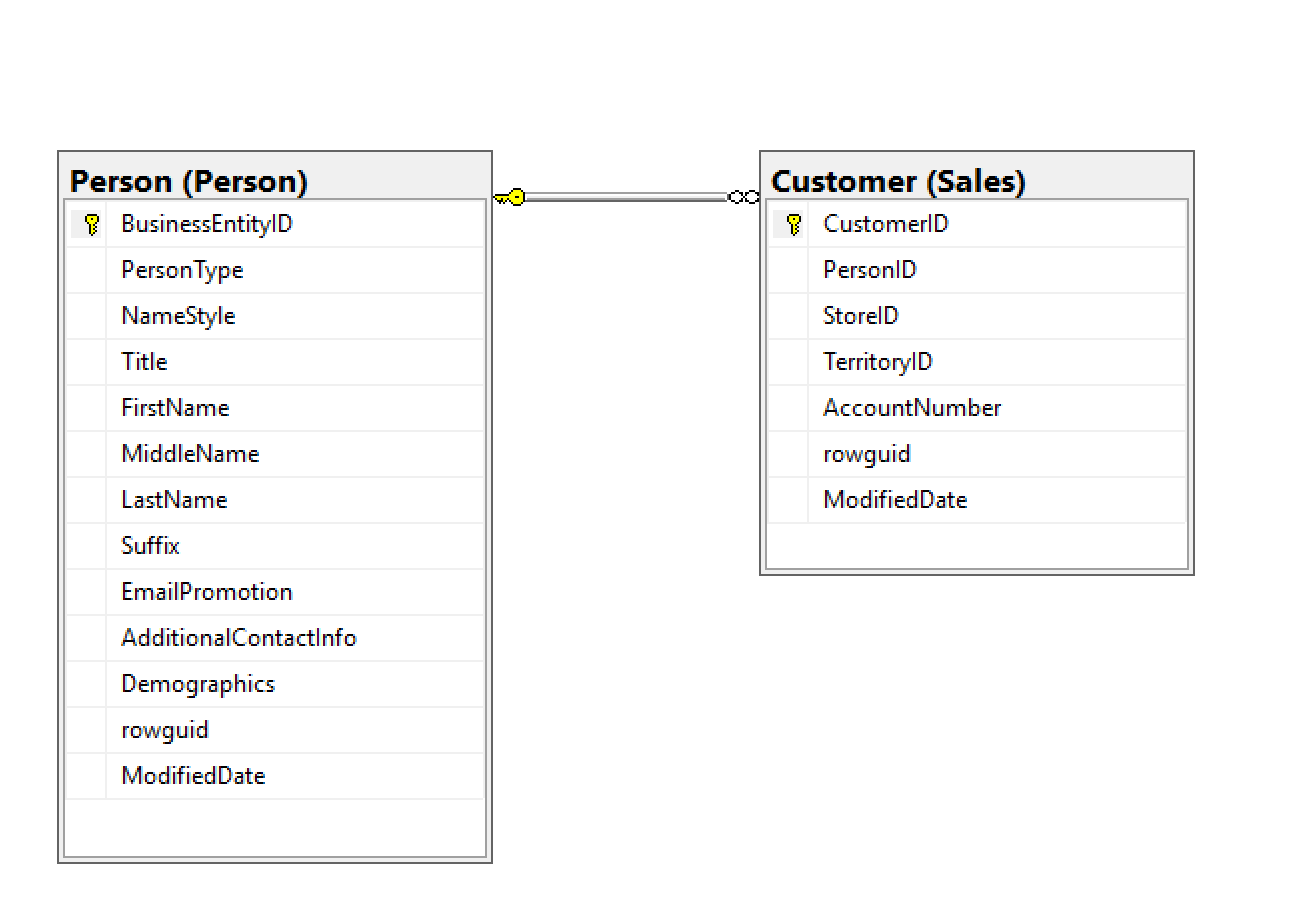 Person (Person)
BusinessEntityID
PersonType
NameStyle
Title
FirstName
MiddleName
LastName
Suffix
EmailPromotion
AdditionalContactInfo
Demographics
rowguid
ModifiedDate
Customer (Sales)
CustomerID
PersonID
StoreID
TerritoryID
AccountNumber
rowguid
ModifiedDate